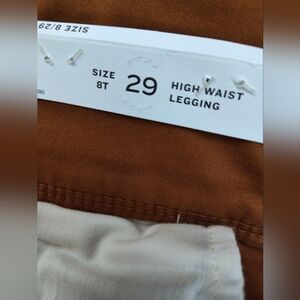 SIZE 8/29
SIZE
8T
29
HIGH WAIST
LEGGING